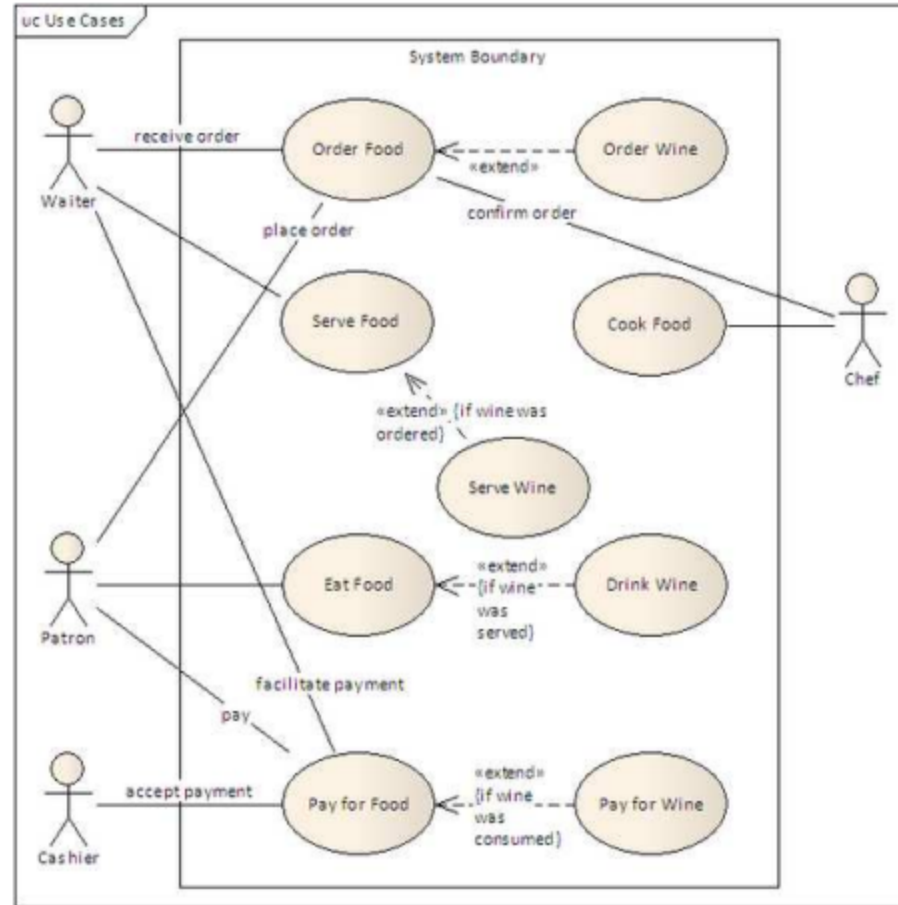 uc Use Cases
System Boundary
receive order
Order Food
Order Wine
«extend»
Waiter
confirm order
place order
Serve Food
Cook Food
Chef
«extend» {if wine was
ordered}
Serve Wine
«extend»
Eat Food
{if wine
Drink Wine
was
served}
Patron
facilitate payment
pay
«extend»
accept payment
Pay for Food
{if wine
Pay for Wine
was
consumed}
Cashier